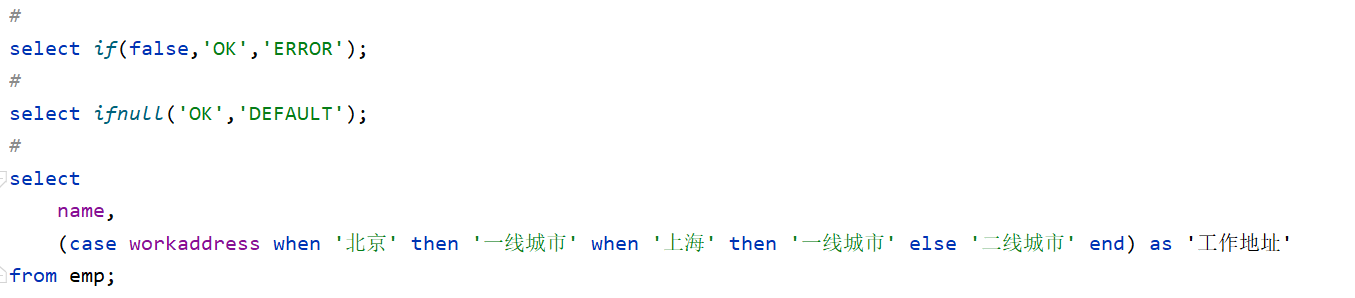 #
select if(false,'OK','ERROR');
#
select ifnull('OK','DEFAULT');
#
select
    name,
    (case workaddress when '北京' then '一线城市' when '上海' then '一线城市' else '二线城市' end) as '工作地址'
from emp;